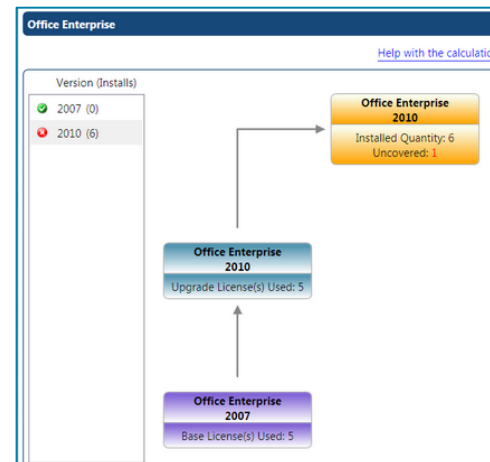 Office Enterprise
Help with the
Version (Installs)
2007 (0)
2010 (6)
Office Enterprise
2010
Installed Quantity: 6
Uncovered: 1
Office Enterprise
2010
Upgrade License(s) Used: 5
Office Enterprise
2007
Base License(s) Used: 5